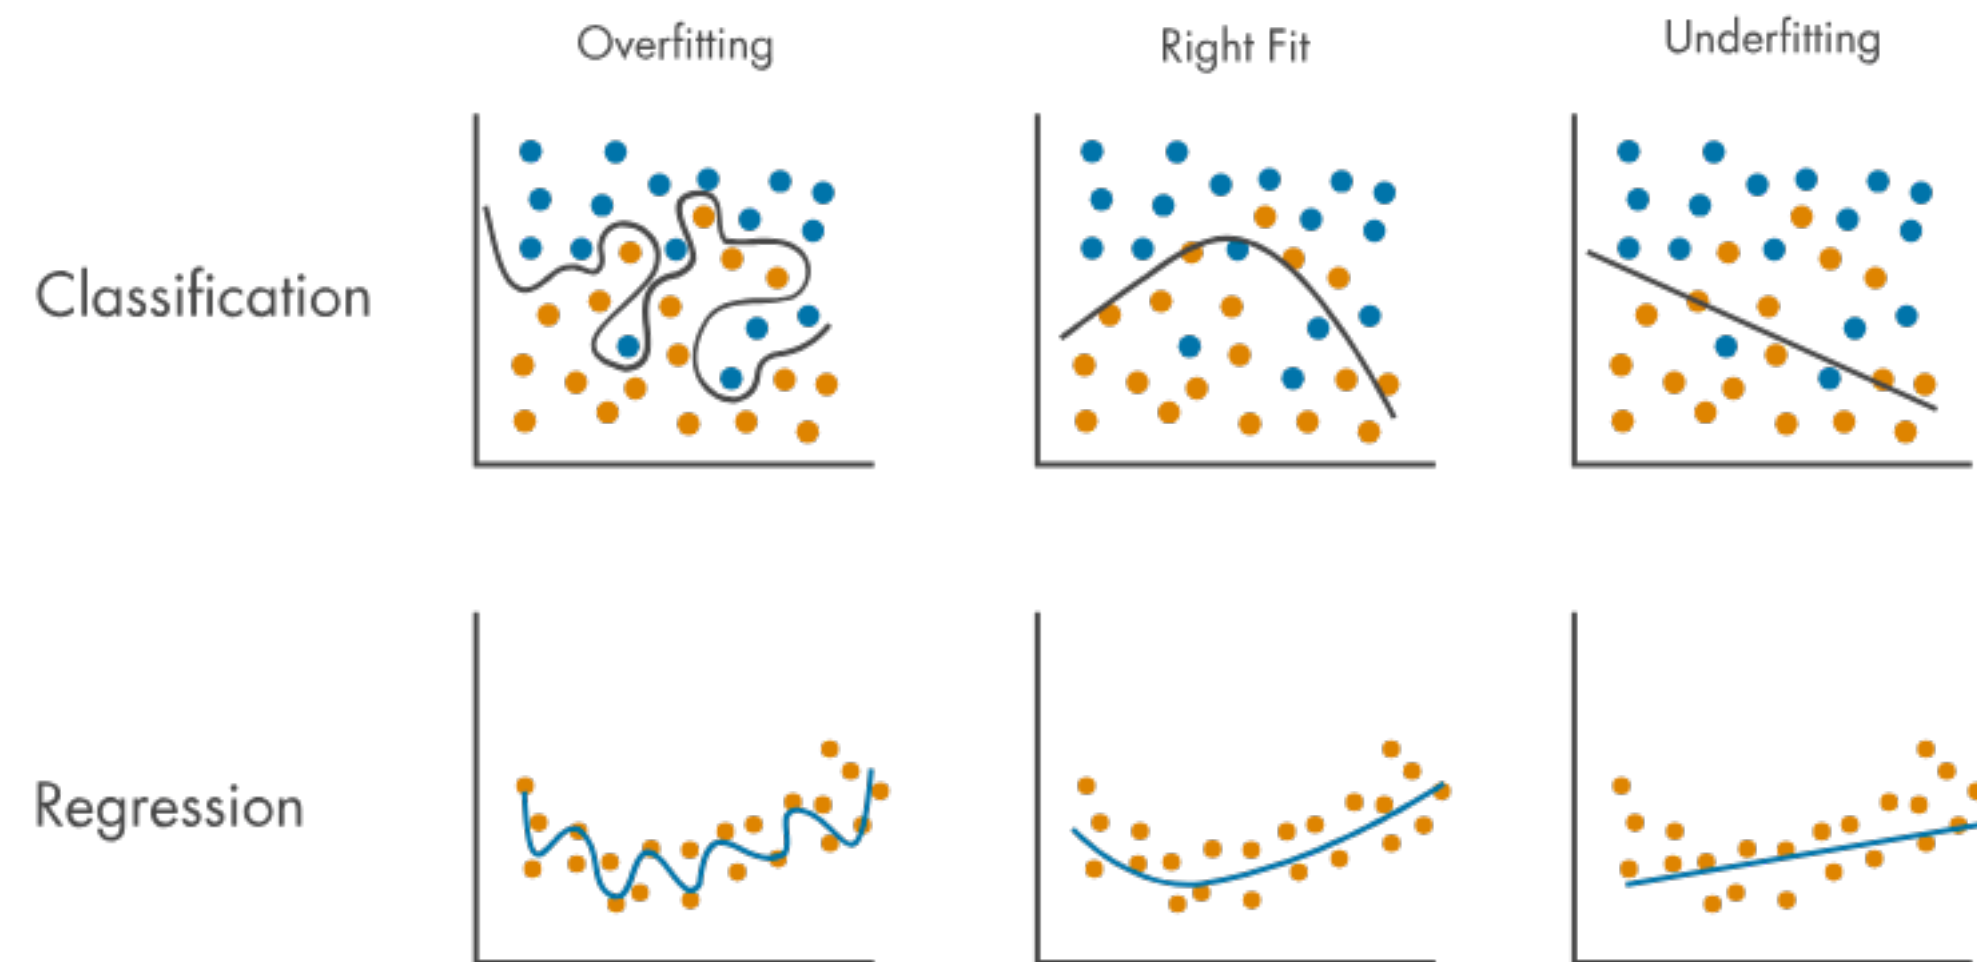 Overfitting
Right Fit
Underfitting
Classification
Regression